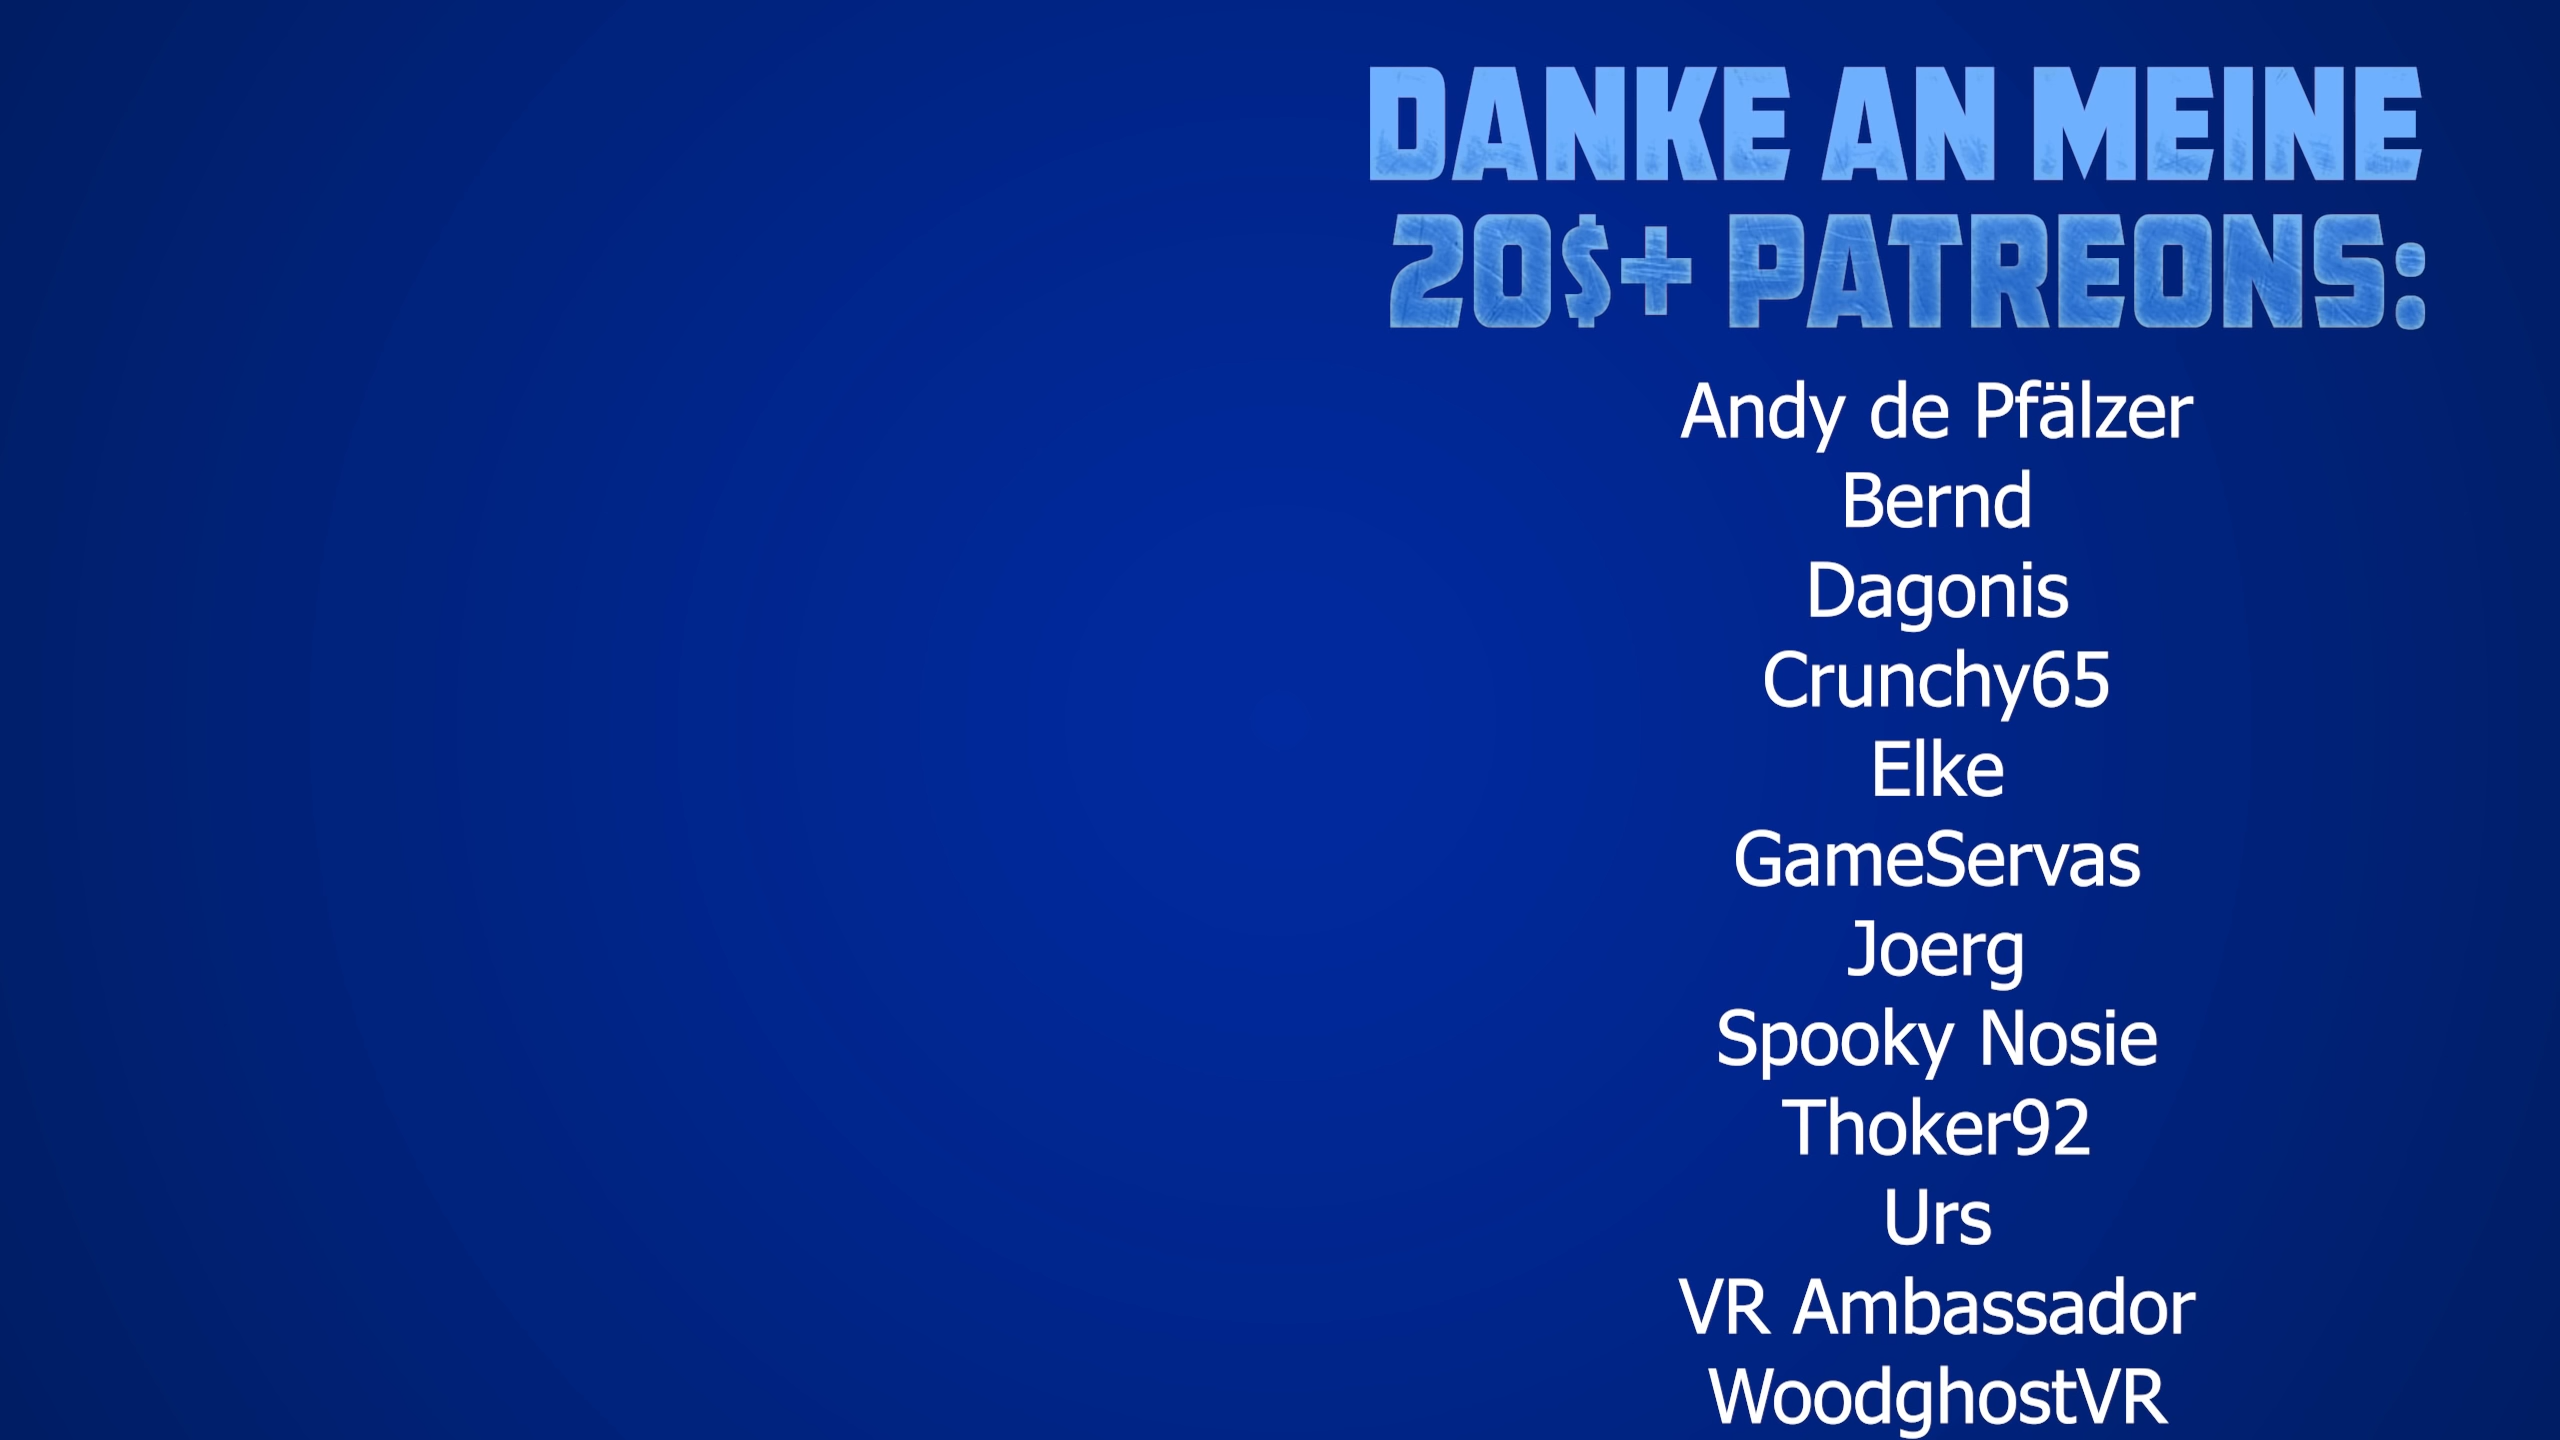 DANKE AN MEINE
20$+ PATREONS:
Andy de Pfälzer
Bernd
Dagonis
Crunchy65
Elke
GameServas
Joerg
Spooky Nosie
Thoker92
Urs
VR Ambassador
WoodghostVR